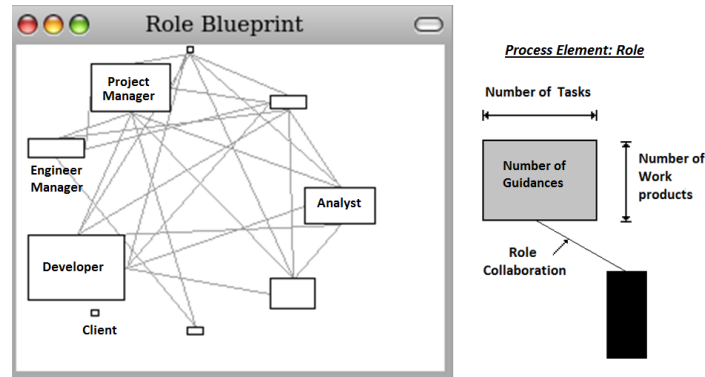 Role Blueprint
Project
Manager
Engineer
Manager
Analyst
Developer
Client
Process Element: Role
Number of Tasks
Number of
Guidances
Number of
Work
products
Role
Collaboration